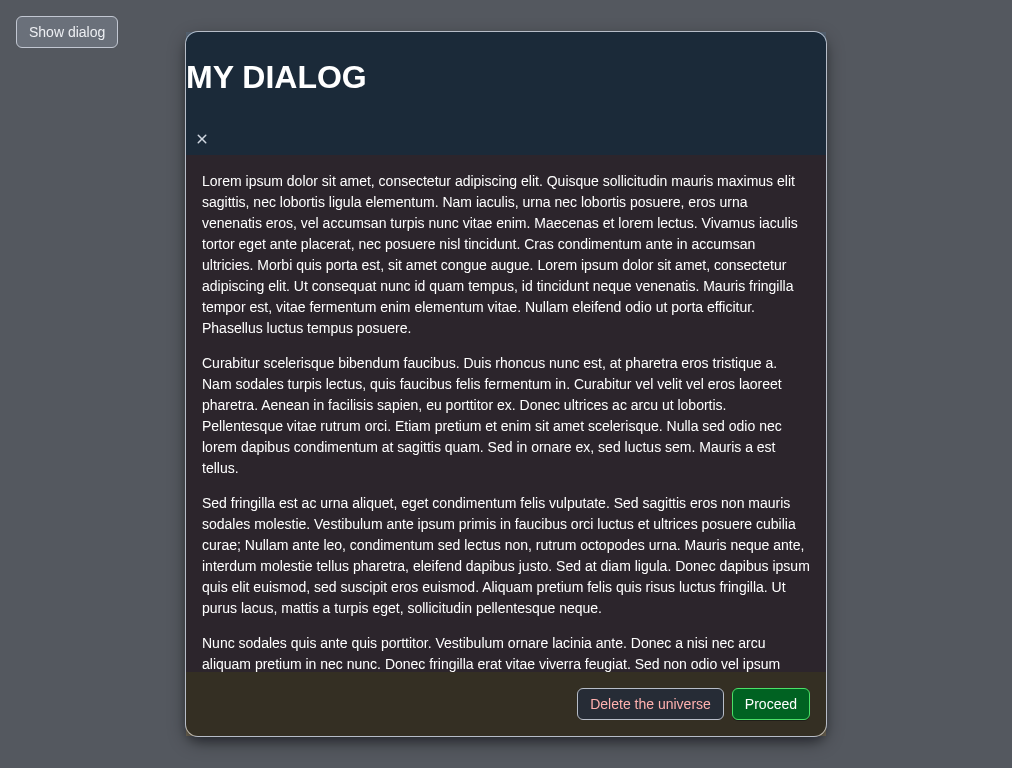 Show dialog
MY DIALOG
✕
Lorem ipsum dolor sit amet, consectetur adipiscing elit. Quisque sollicitudin mauris maximus elit
sagittis, nec lobortis ligula elementum. Nam iaculis, urna nec lobortis posuere, eros urna
venenatis eros, vel accumsan turpis nunc vitae enim. Maecenas et lorem lectus. Vivamus iaculis
tortor eget ante placerat, nec posuere nisl tincidunt. Cras condimentum ante in accumsan
ultricies. Morbi quis porta est, sit amet congue augue. Lorem ipsum dolor sit amet, consectetur
adipiscing elit. Ut consequat nunc id quam tempus, id tincidunt neque venenatis. Mauris fringilla
tempor est, vitae fermentum enim elementum vitae. Nullam eleifend odio ut porta efficitur.
Phasellus luctus tempus posuere.
Curabitur scelerisque bibendum faucibus. Duis rhoncus nunc est, at pharetra eros tristique a.
Nam sodales turpis lectus, quis faucibus felis fermentum in. Curabitur vel velit vel eros laoreet
pharetra. Aenean in facilisis sapien, eu porttitor ex. Donec ultrices ac arcu ut lobortis.
Pellentesque vitae rutrum orci. Etiam pretium et enim sit amet scelerisque. Nulla sed odio nec
lorem dapibus condimentum at sagittis quam. Sed in ornare ex, sed luctus sem. Mauris a est
tellus.
Sed fringilla est ac urna aliquet, eget condimentum felis vulputate. Sed sagittis eros non mauris
sodales molestie. Vestibulum ante ipsum primis in faucibus orci luctus et ultrices posuere cubilia
curae; Nullam ante leo, condimentum sed lectus non, rutrum octopodes urna. Mauris neque ante,
interdum molestie tellus pharetra, eleifend dapibus justo. Sed at diam ligula. Donec dapibus ipsum
quis elit euismod, sed suscipit eros euismod. Aliquam pretium felis quis risus luctus fringilla. Ut
purus lacus, mattis a turpis eget, sollicitudin pellentesque neque.
Nunc sodales quis ante quis porttitor. Vestibulum ornare lacinia ante. Donec a nisi nec arcu
aliquam pretium in nec nunc. Donec fringilla erat vitae viverra feugiat. Sed non odio vel ipsum
Delete the universe
Proceed